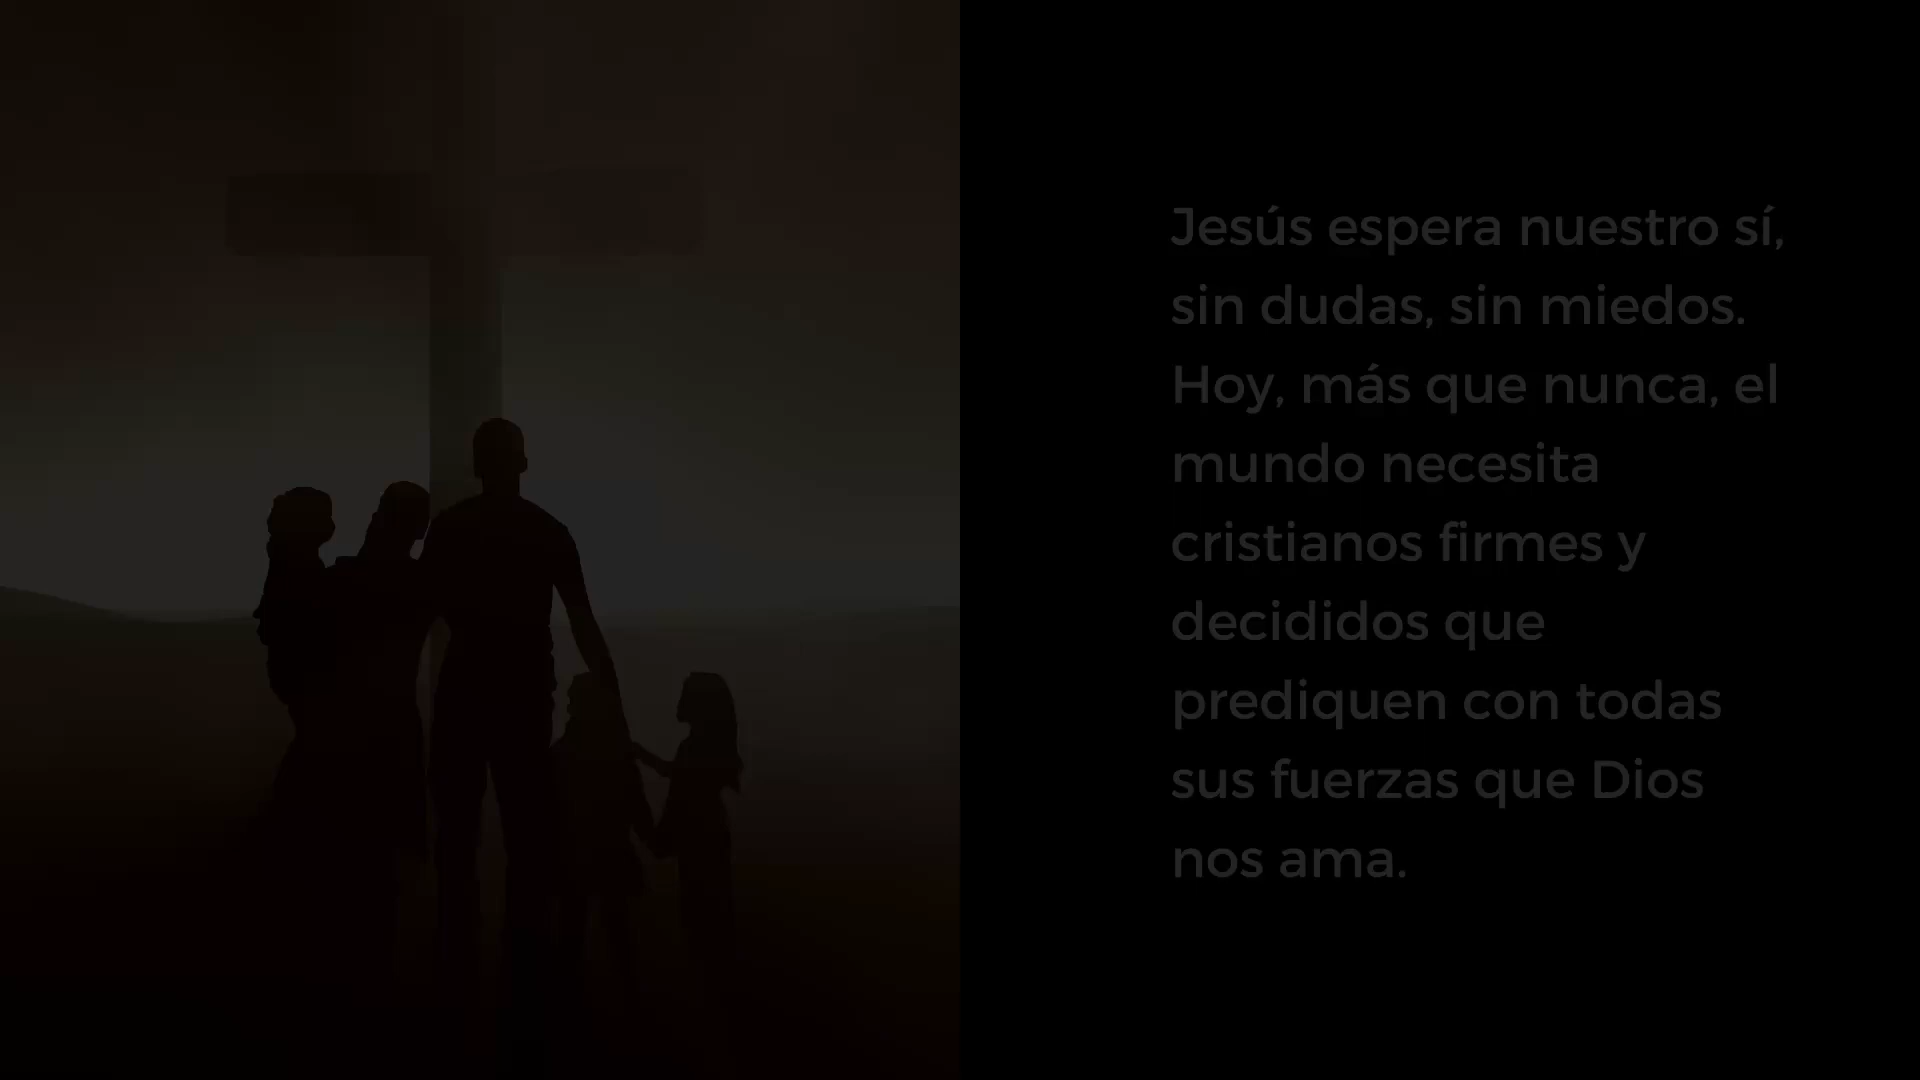 Jesús espera nuestro sí,
sin dudas, sin miedos.
Hoy, más que nunca, el
mundo necesita
cristianos firmes y
decididos que
prediquen con todas
sus fuerzas que Dios
nos ama.